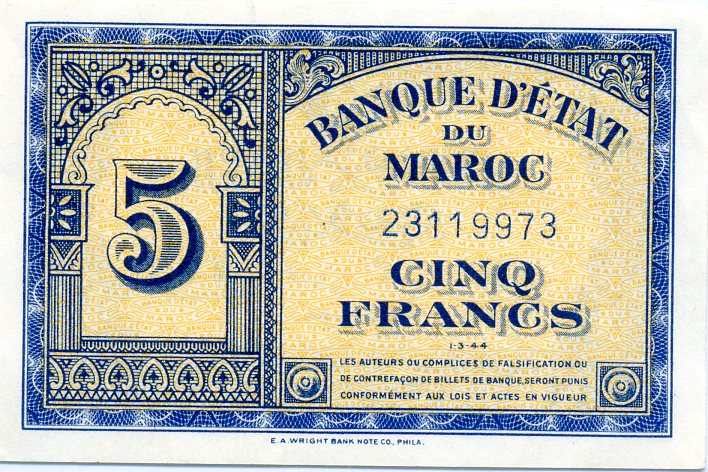 5
BANQUE D'ÉTAT
DU
MAROC
23119973
CINQ
FRANCS
1-3-44
LES AUTEURS OU COMPLICES DE FALSIFICATION OU
DE CONTREFAÇON DE BILLETS DE BANQUE, SERONT PUNIS
CONFORMÉMENT AUX LOIS ET ACTES EN VIGUEUR
E.A. WRIGHT BANK NOTE CO., PHILA.